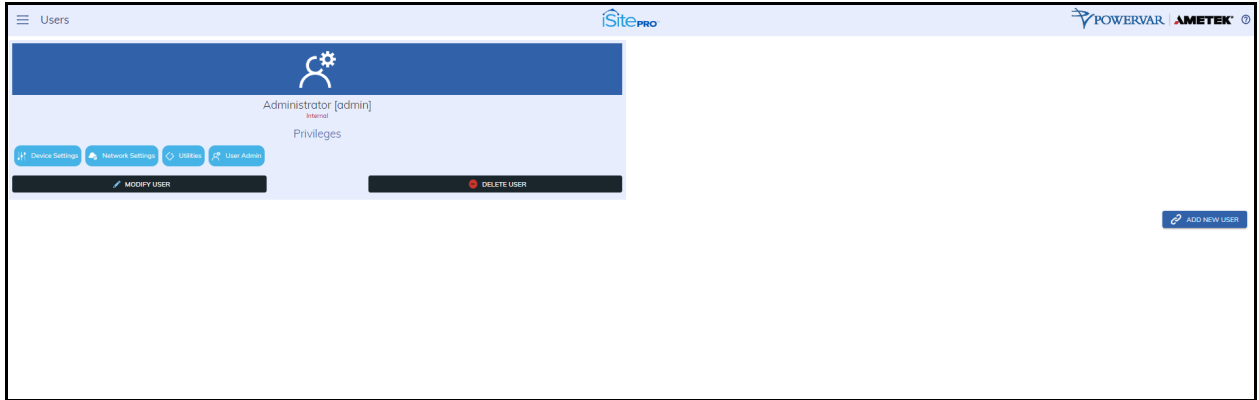 Users
iSitePRO
POWERVAR AMETEK®
Administrator [admin]
Internal
Privileges
Device Settings Network Settings Utilities User Admin
MODIFY USER DELETE USER
ADD NEW USER